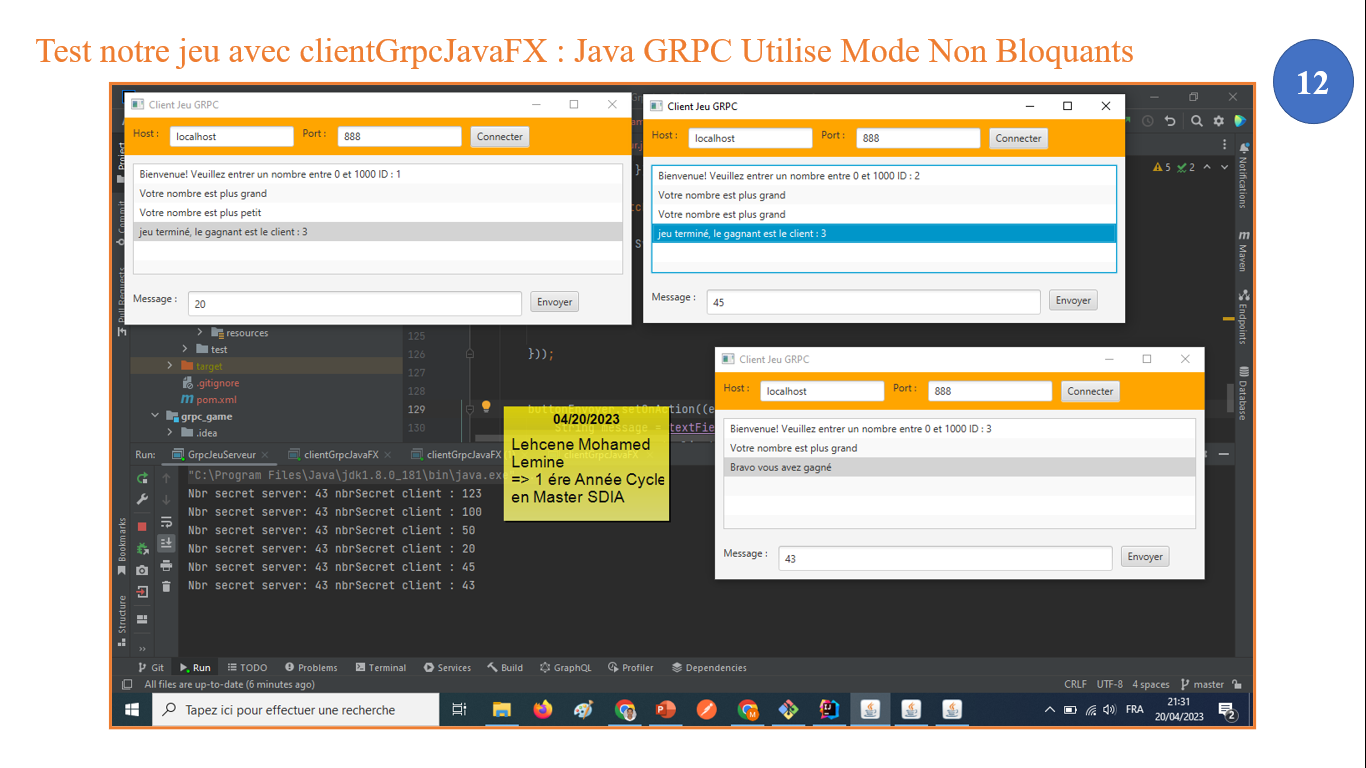 Test notre jeu avec clientGrpcJavaFX : Java GRPC Utilise Mode Non Bloquants
12
Client Jeu GRPC
Host :
localhost
Port :
888
Connecter
Bienvenue! Veuillez entrer un nombre entre 0 et 1000 ID : 1
Votre nombre est plus grand
Votre nombre est plus petit
jeu terminé, le gagnant est le client : 3
Message :
20
Envoyer
Client Jeu GRPC
Host :
localhost
Port :
888
Connecter
Bienvenue! Veuillez entrer un nombre entre 0 et 1000 ID : 2
Votre nombre est plus grand
Votre nombre est plus grand
jeu terminé, le gagnant est le client : 3
Message :
45
Envoyer
5 2
Notifications
Maven
Endpoints
Database
Project
Commit
Pull Requests
resources
test
target
.gitignore
pom.xml
grpc_game
.idea
125
126 }));
127
128
129
130
Client Jeu GRPC
Host :
localhost
Port :
888
Connecter
Bienvenue! Veuillez entrer un nombre entre 0 et 1000 ID : 3
Votre nombre est plus grand
Bravo vous avez gagné
Message :
43
Envoyer
04/20/2023
Lehcene Mohamed
Lemine
=> 1 ére Année Cycle
en Master SDIA
Run: GrpcJeuServeur clientGrpcJavaFX clientGrpcJavaFX
"C:\Program Files\Java\jdk1.8.0_181\bin\java.exe
Nbr secret server: 43 nbrSecret client : 123
Nbr secret server: 43 nbrSecret client : 100
Nbr secret server: 43 nbrSecret client : 50
Nbr secret server: 43 nbrSecret client : 20
Nbr secret server: 43 nbrSecret client : 45
Nbr secret server: 43 nbrSecret client : 43
Bookmarks
Structure
Git Run TODO Problems Terminal Services Build GraphQL Profiler Dependencies
All files are up-to-date (6 minutes ago)
CRLF UTF-8 4 spaces master
Tapez ici pour effectuer une recherche
FRA
21:31
20/04/2023
2